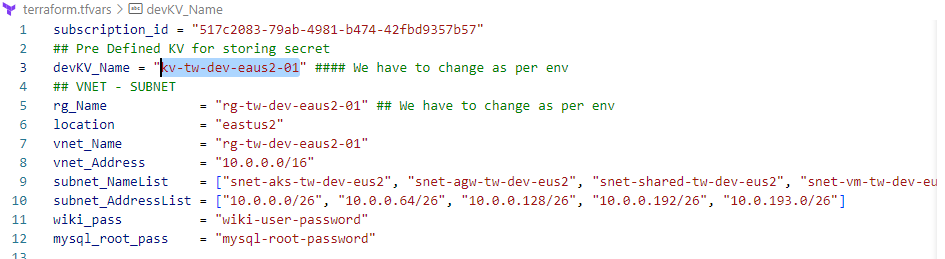 terraform.tfvars > devKV_Name
1 subscription_id = "517c2083-79ab-4981-b474-42fbd9357b57"
2 ## Pre Defined KV for storing secret
3 devKV_Name = "kv-tw-dev-eaus2-01" #### We have to change as per env
4 ## VNET - SUBNET
5 rg_Name = "rg-tw-dev-eaus2-01" ## We have to change as per env
6 location = "eastus2"
7 vnet_Name = "rg-tw-dev-eaus2-01"
8 vnet_Address = "10.0.0.0/16"
9 subnet_NameList = ["snet-aks-tw-dev-eus2", "snet-agw-tw-dev-eus2", "snet-shared-tw-dev-eus2", "snet-vm-tw-dev-eu
10 subnet_AddressList = ["10.0.0.0/26", "10.0.0.64/26", "10.0.0.128/26", "10.0.0.192/26", "10.0.193.0/26"]
11 wiki_pass = "wiki-user-password"
12 mysql_root_pass = "mysql-root-password"
13